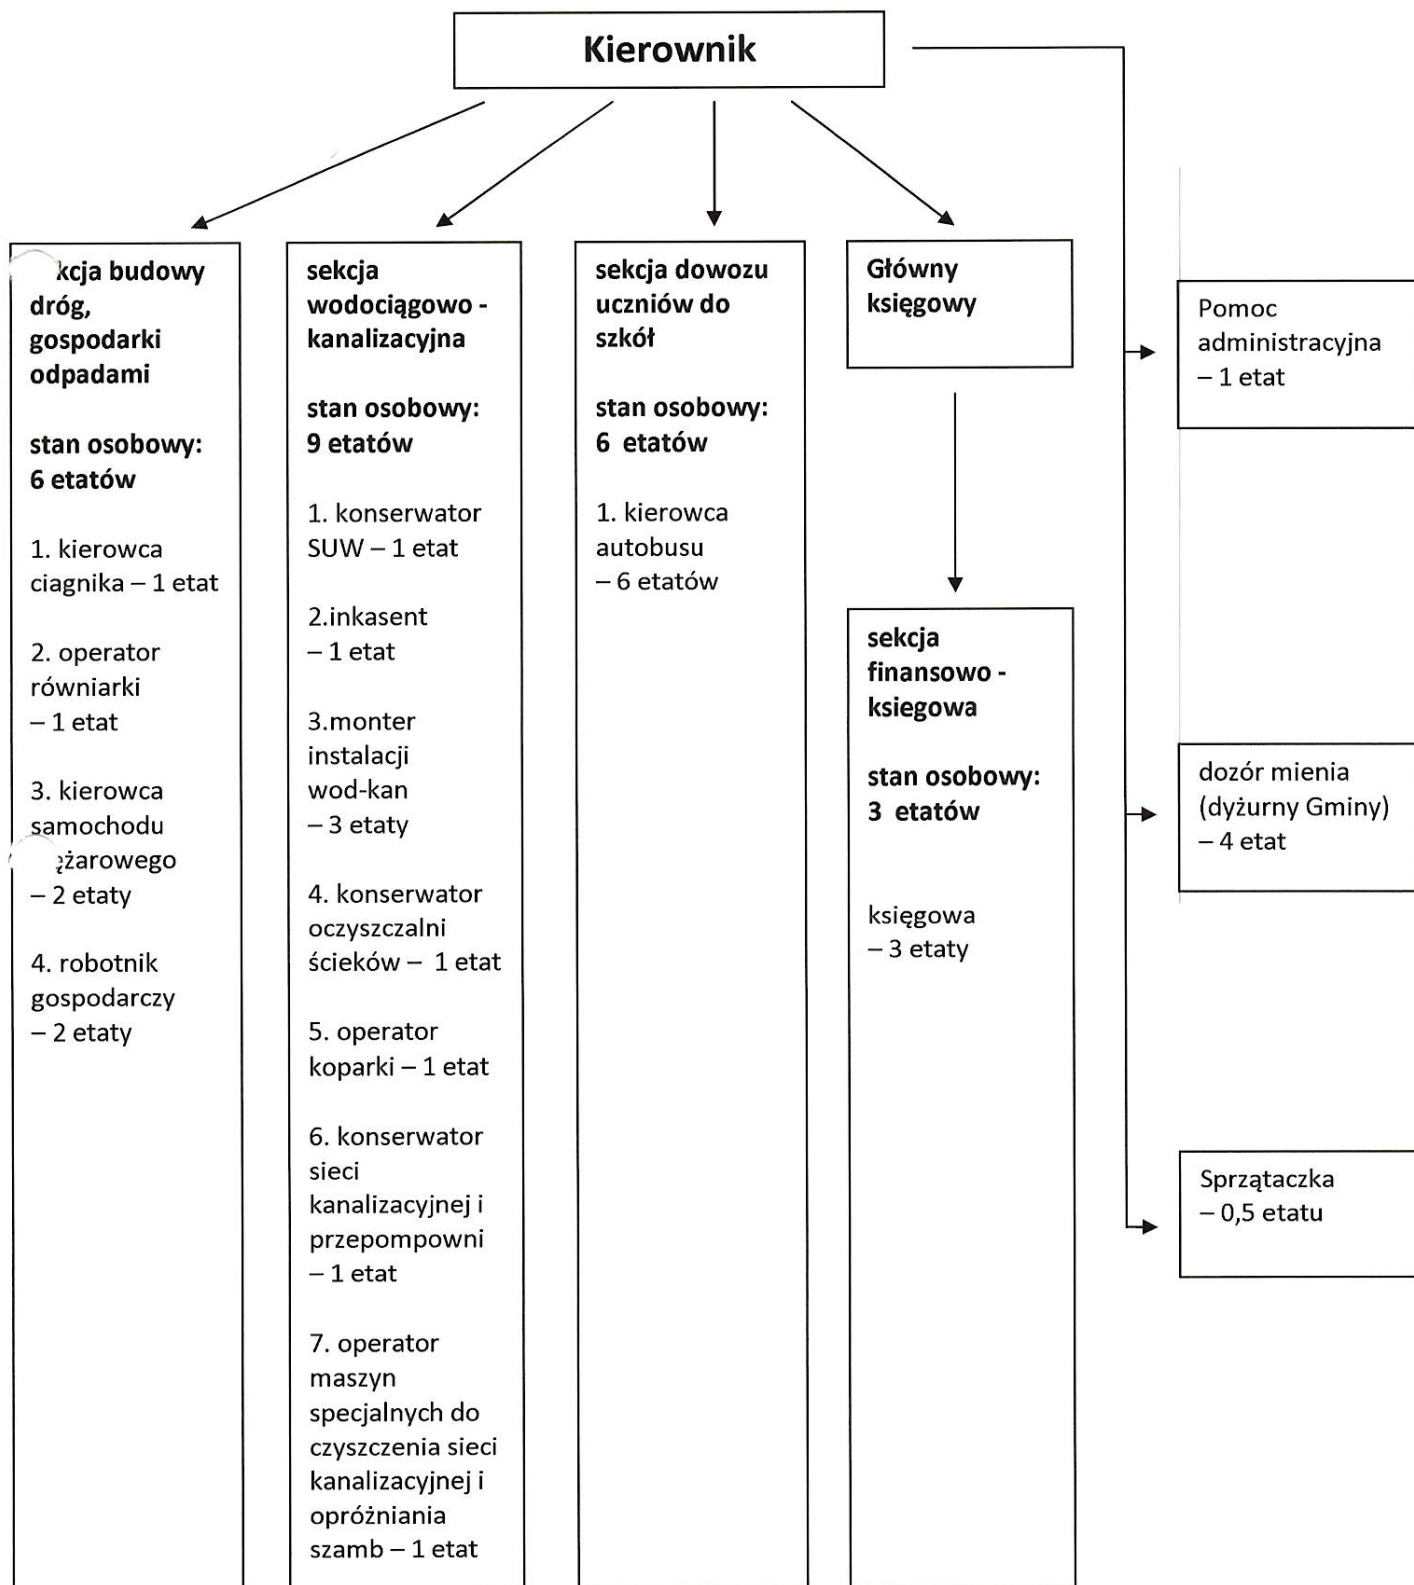 Kierownik
kcja budowy
dróg,
gospodarki
odpadami
stan osobowy:
6 etatów
1. kierowca
ciagnika – 1 etat
2. operator
równiarki
– 1 etat
3. kierowca
samochodu
ężarowego
– 2 etaty
4. robotnik
gospodarczy
– 2 etaty
sekcja
wodociągowo -
kanalizacyjna
stan osobowy:
9 etatów
1. konserwator
SUW – 1 etat
2.inkasent
– 1 etat
3.monter
instalacji
wod-kan
– 3 etaty
4. konserwator
oczyszczalni
ścieków –  1 etat
5. operator
koparki – 1 etat
6. konserwator
sieci
kanalizacyjnej i
przepompowni
– 1 etat
7. operator
maszyn
specjalnych do
czyszczenia sieci
kanalizacyjnej i
opróżniania
szamb – 1 etat
sekcja dowozu
uczniów do
szkół
stan osobowy:
6  etatów
1. kierowca
autobusu
– 6 etatów
Główny
księgowy
sekcja
finansowo -
ksiegowa
stan osobowy:
3  etatów
księgowa
– 3 etaty
Pomoc
administracyjna
– 1 etat
dozór mienia
(dyżurny Gminy)
– 4 etat
Sprzątaczka
– 0,5 etatu